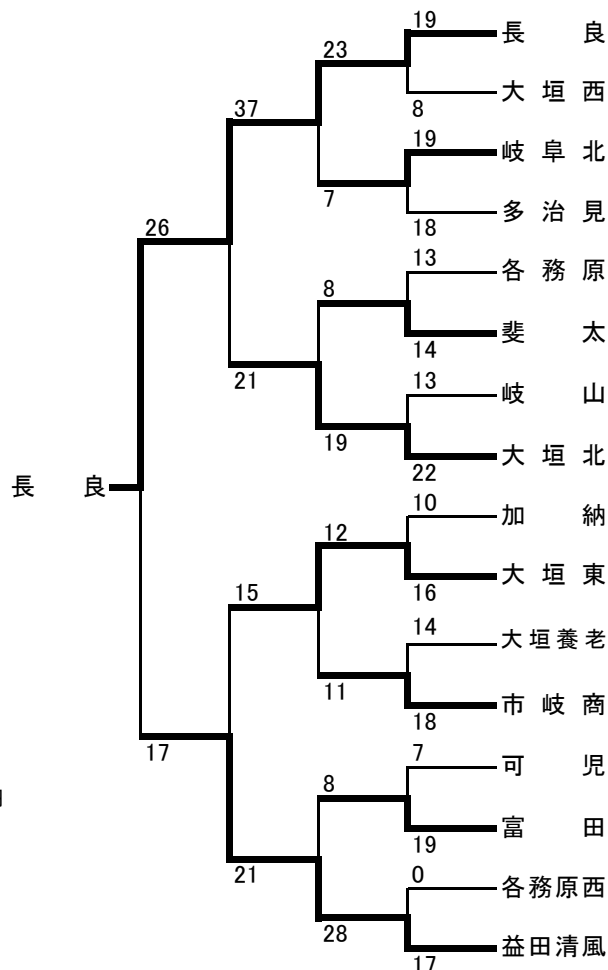 19
長良
23
大垣西
8
37
19
岐阜北
7
多治見
18
26
13
各務原
8
斐太
14
21
13
岐山
19
大垣北
22
長良
10
加納
12
大垣東
16
15
14
大垣養老
11
市岐商
18
17
7
可児
8
富田
19
21
0
各務原西
28
益田清風
17